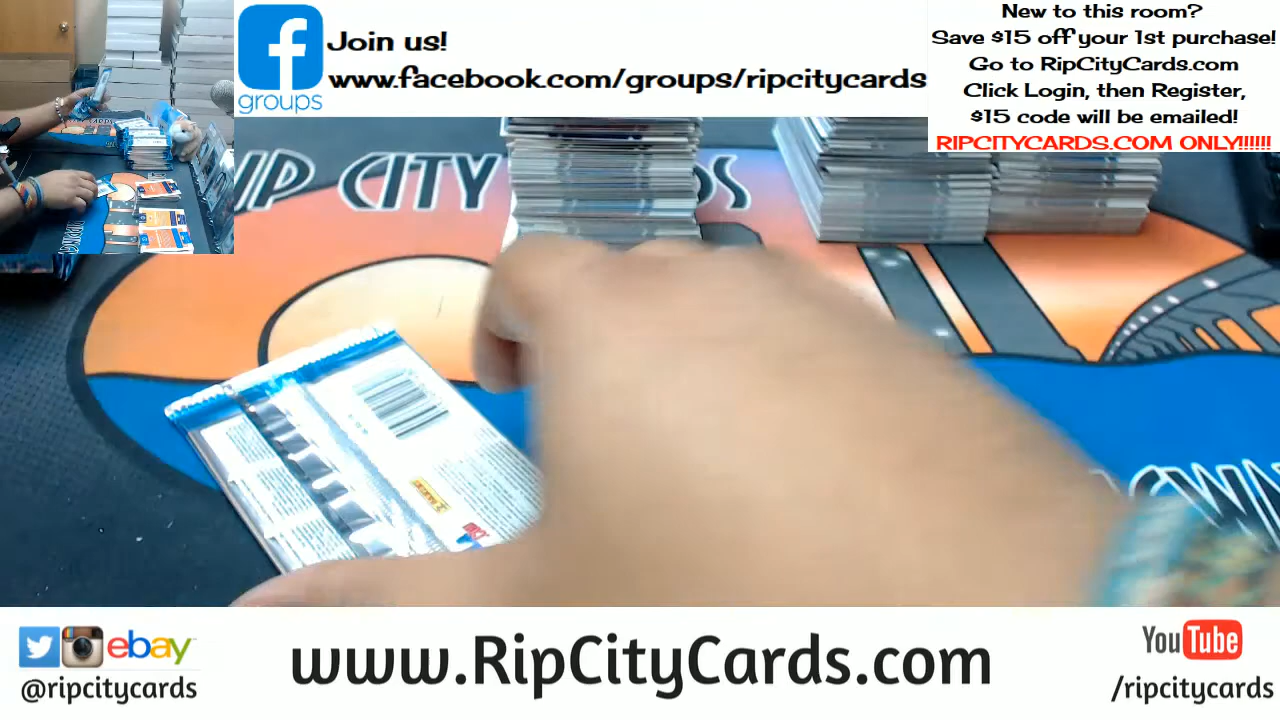 groups
Join us!
www.facebook.com/groups/ripcitycards
New to this room?
Save $15 off your 1st purchase!
Go to RipCityCards.com
Click Login, then Register,
$15 code will be emailed!
RIPCITYCARDS.COM ONLY!!!!!!
RIP CITY
DS
ebay
@ripcitycards
www.RipCityCards.com
YouTube
/ripcitycards